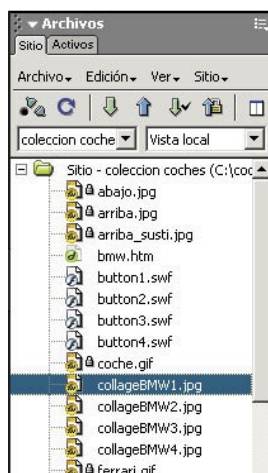 Archivos
Sitio Activos
Archivo Edición Ver Sitio
coleccion coche Vista local
Sitio - coleccion coches (C:\coc
abajo.jpg
arriba.jpg
arriba_susti.jpg
bmw.htm
button1.swf
button2.swf
button3.swf
button4.swf
coche.gif
collageBMW1.jpg
collageBMW2.jpg
collageBMW3.jpg
collageBMW4.jpg
ferrari.gif